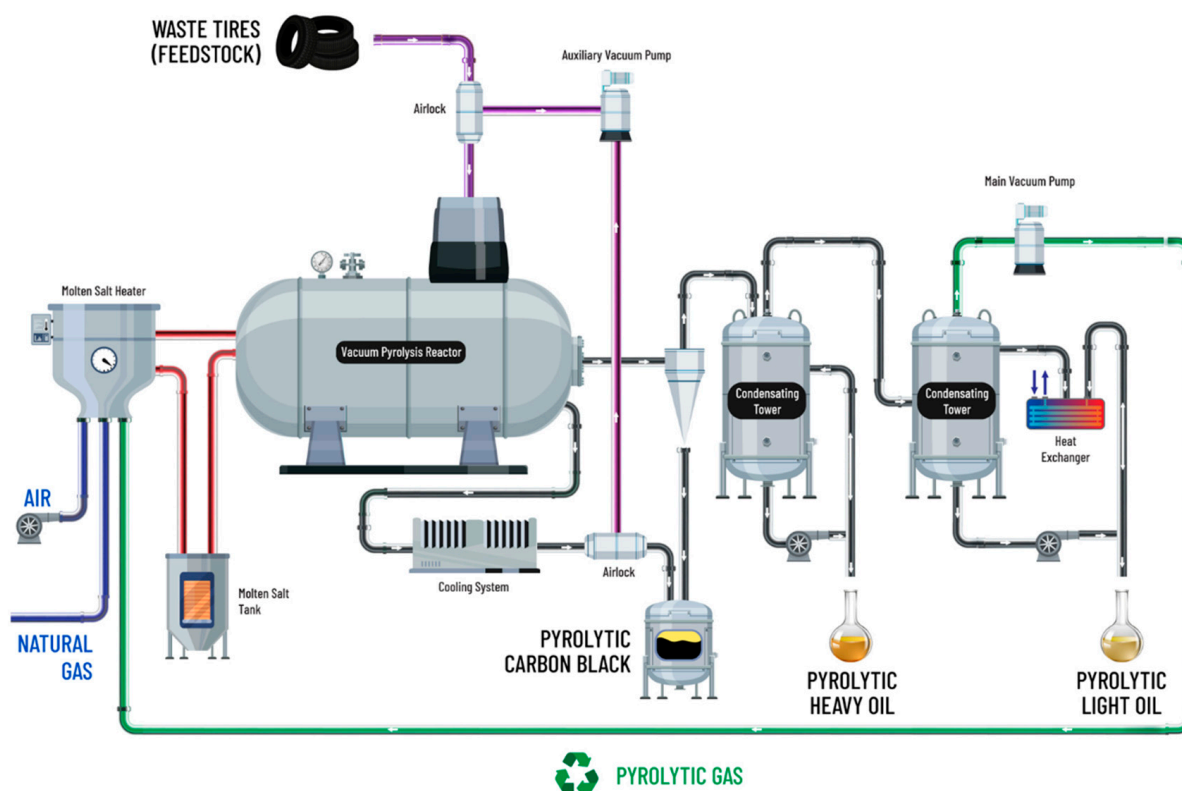 WASTE TIRES
(FEEDSTOCK)
Auxiliary Vacuum Pump
Airlock
Main Vacuum Pump
Molten Salt Heater
Vacuum Pyrolysis Reactor
Condensating
Tower
Condensating
Tower
Heat
Exchanger
AIR
Airlock
Cooling System
Molten Salt
Tank
NATURAL
GAS
PYROLYTIC
CARBON BLACK
PYROLYTIC
HEAVY OIL
PYROLYTIC
LIGHT OIL
PYROLYTIC GAS